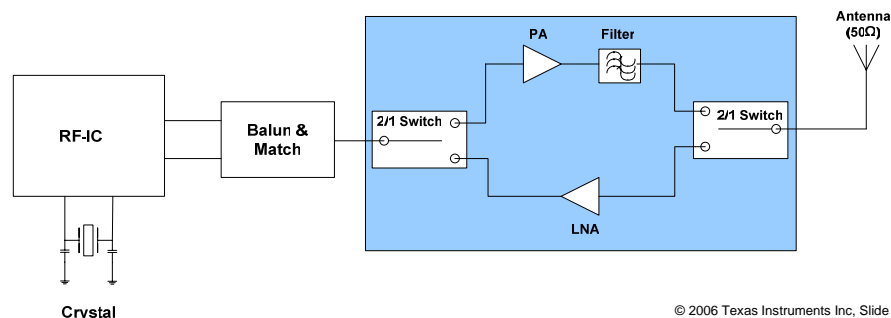 Antenna
(50Ω)
PA
Filter
2/1 Switch
2/1 Switch
RF-IC
Balun &
Match
LNA
Crystal
© 2006 Texas Instruments Inc, Slide